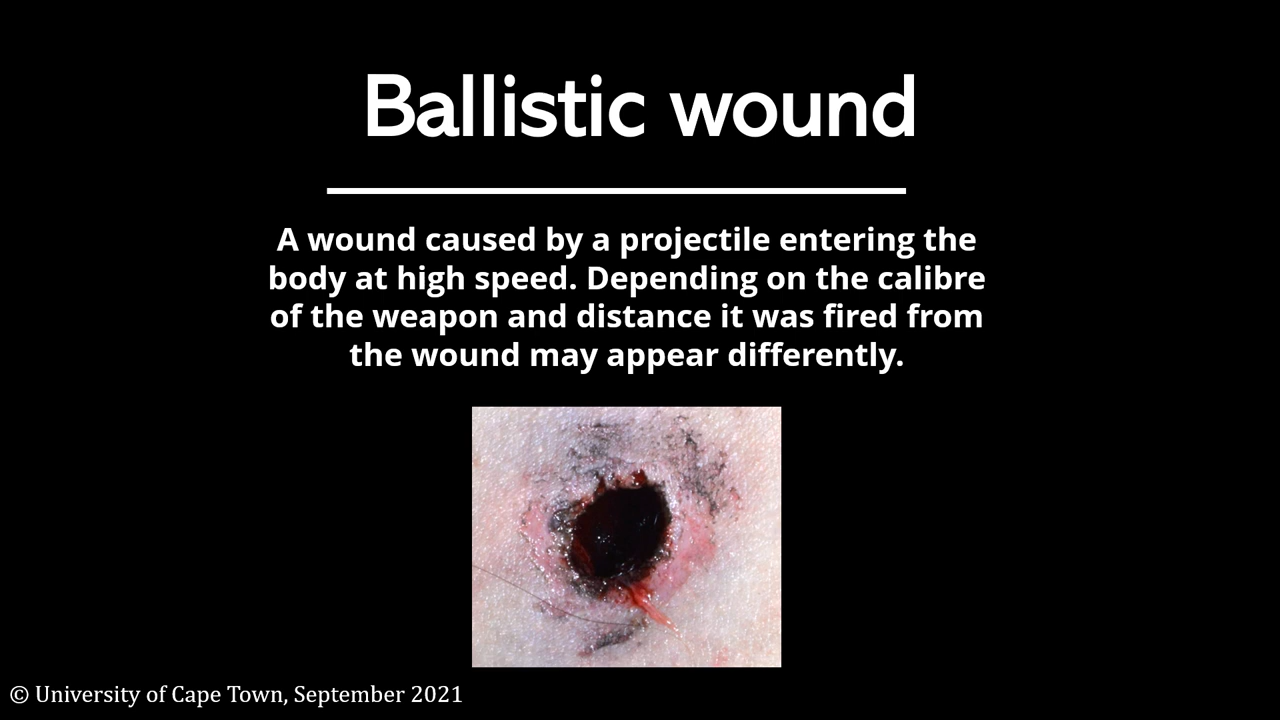 Ballistic wound
A wound caused by a projectile entering the
body at high speed. Depending on the calibre
of the weapon and distance it was fired from
the wound may appear differently.
© University of Cape Town, September 2021